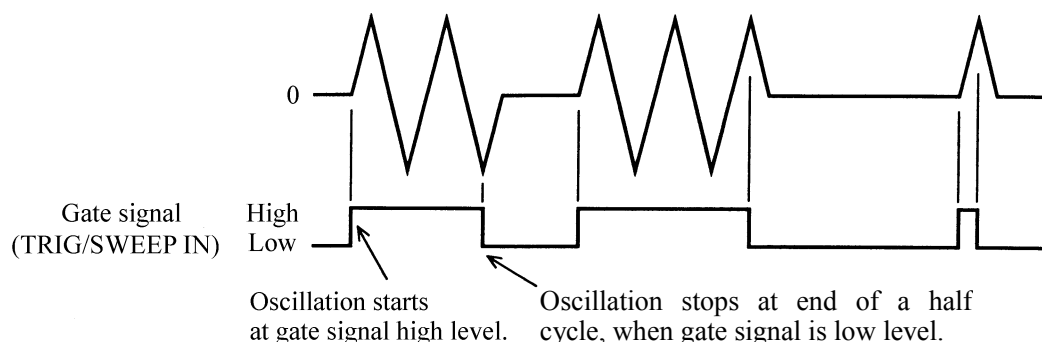 0
Gate signal
(TRIG/SWEEP IN)
High
Low
Oscillation starts
at gate signal high level.
Oscillation stops at end of a half
cycle, when gate signal is low level.